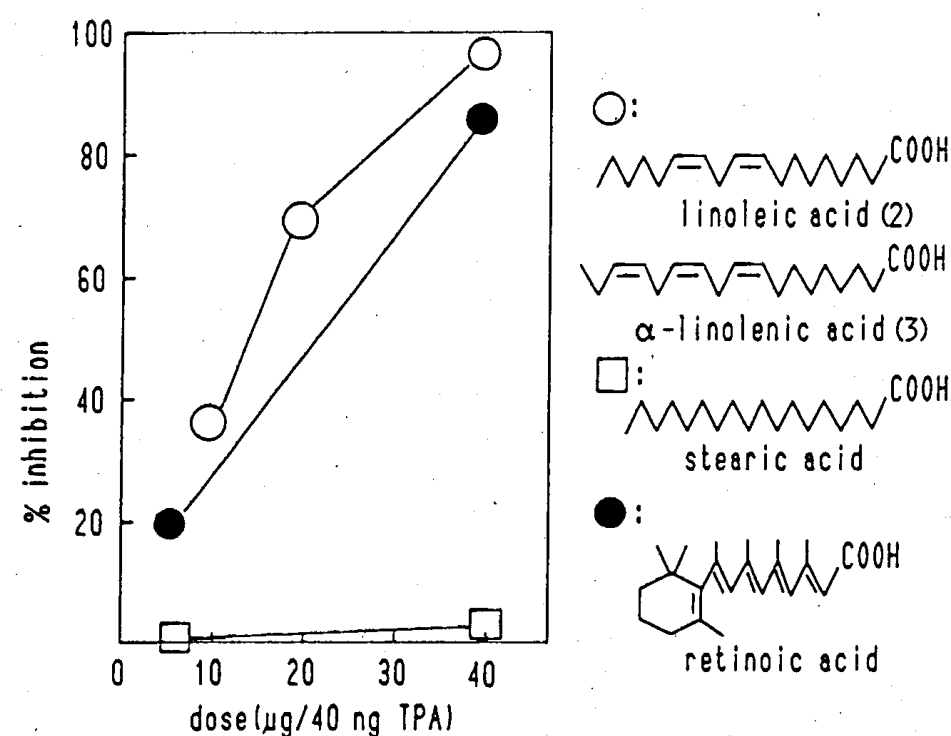 100
80
60
40
20
% inhibition
0 10 20 30 40
dose(μg/40 ng TPA)
:
COOH
linoleic acid (2)
COOH
α-linolenic acid (3)
:
COOH
stearic acid
:
COOH
retinoic acid